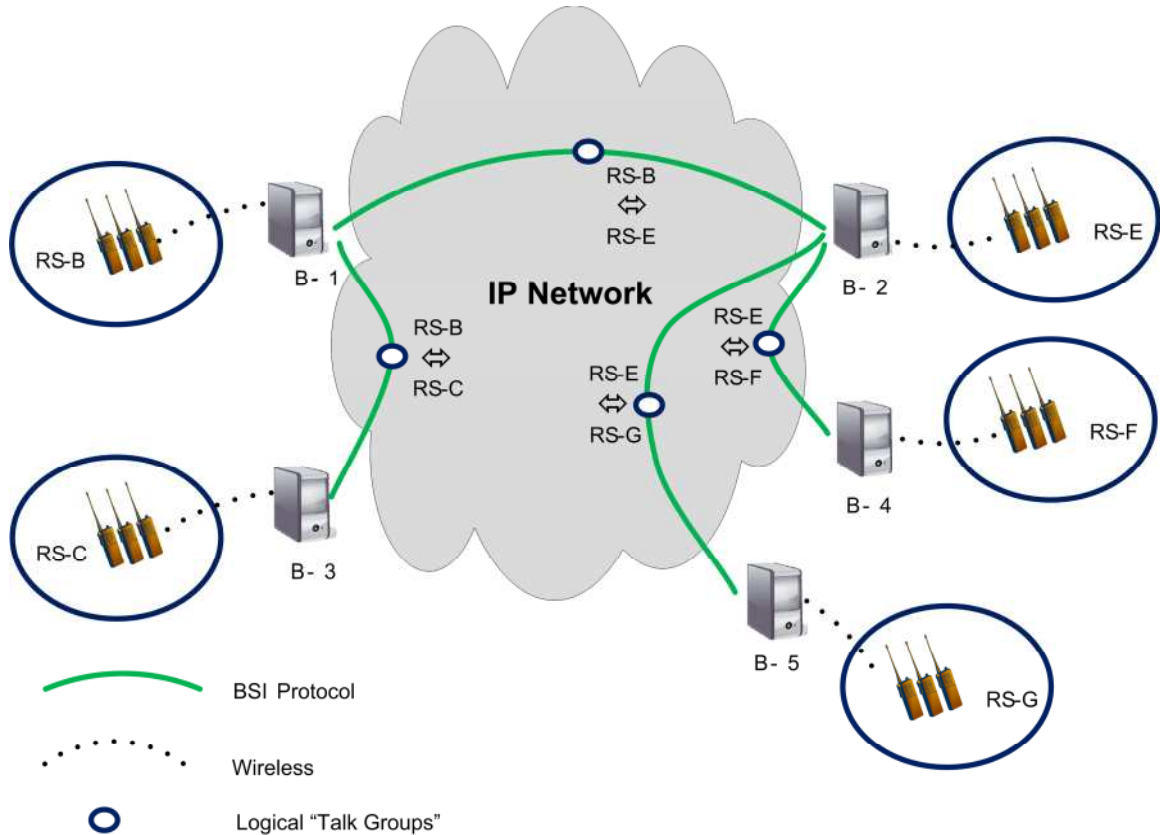 RS-B
RS-E
RS-B
RS-E
B- 1
B- 2
IP Network
RS-B
RS-C
RS-E
RS-F
RS-E
RS-G
RS-F
RS-C
B- 3
B- 4
B- 5
RS-G
BSI Protocol
Wireless
Logical “Talk Groups”